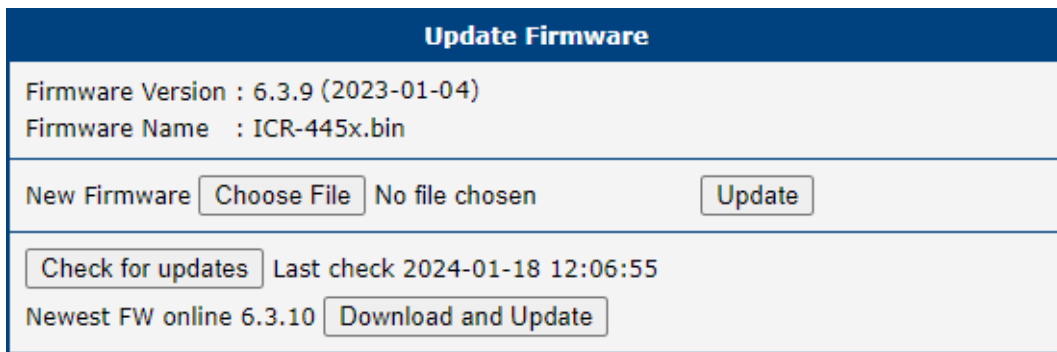 Update Firmware
Firmware Version : 6.3.9 (2023-01-04)
Firmware Name : ICR-445x.bin
New Firmware Choose File No file chosen Update
Check for updates Last check 2024-01-18 12:06:55
Newest FW online 6.3.10 Download and Update